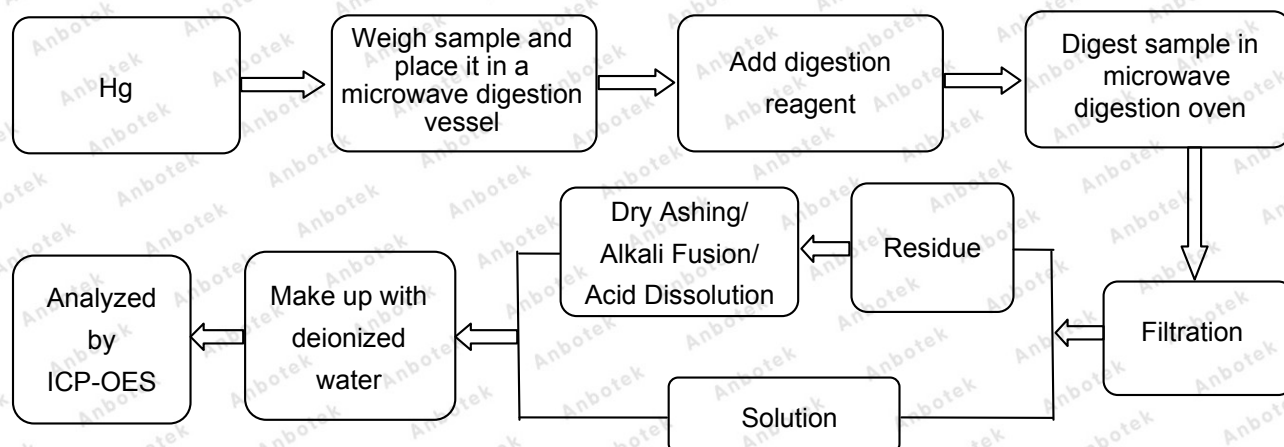 Hg
Weigh sample and
place it in a
microwave digestion
vessel
Add digestion
reagent
Digest sample in
microwave
digestion oven
Filtration
Residue
Dry Ashing/
Alkali Fusion/
Acid Dissolution
Solution
Make up with
deionized
water
Analyzed
by
ICP-OES
Anbotek